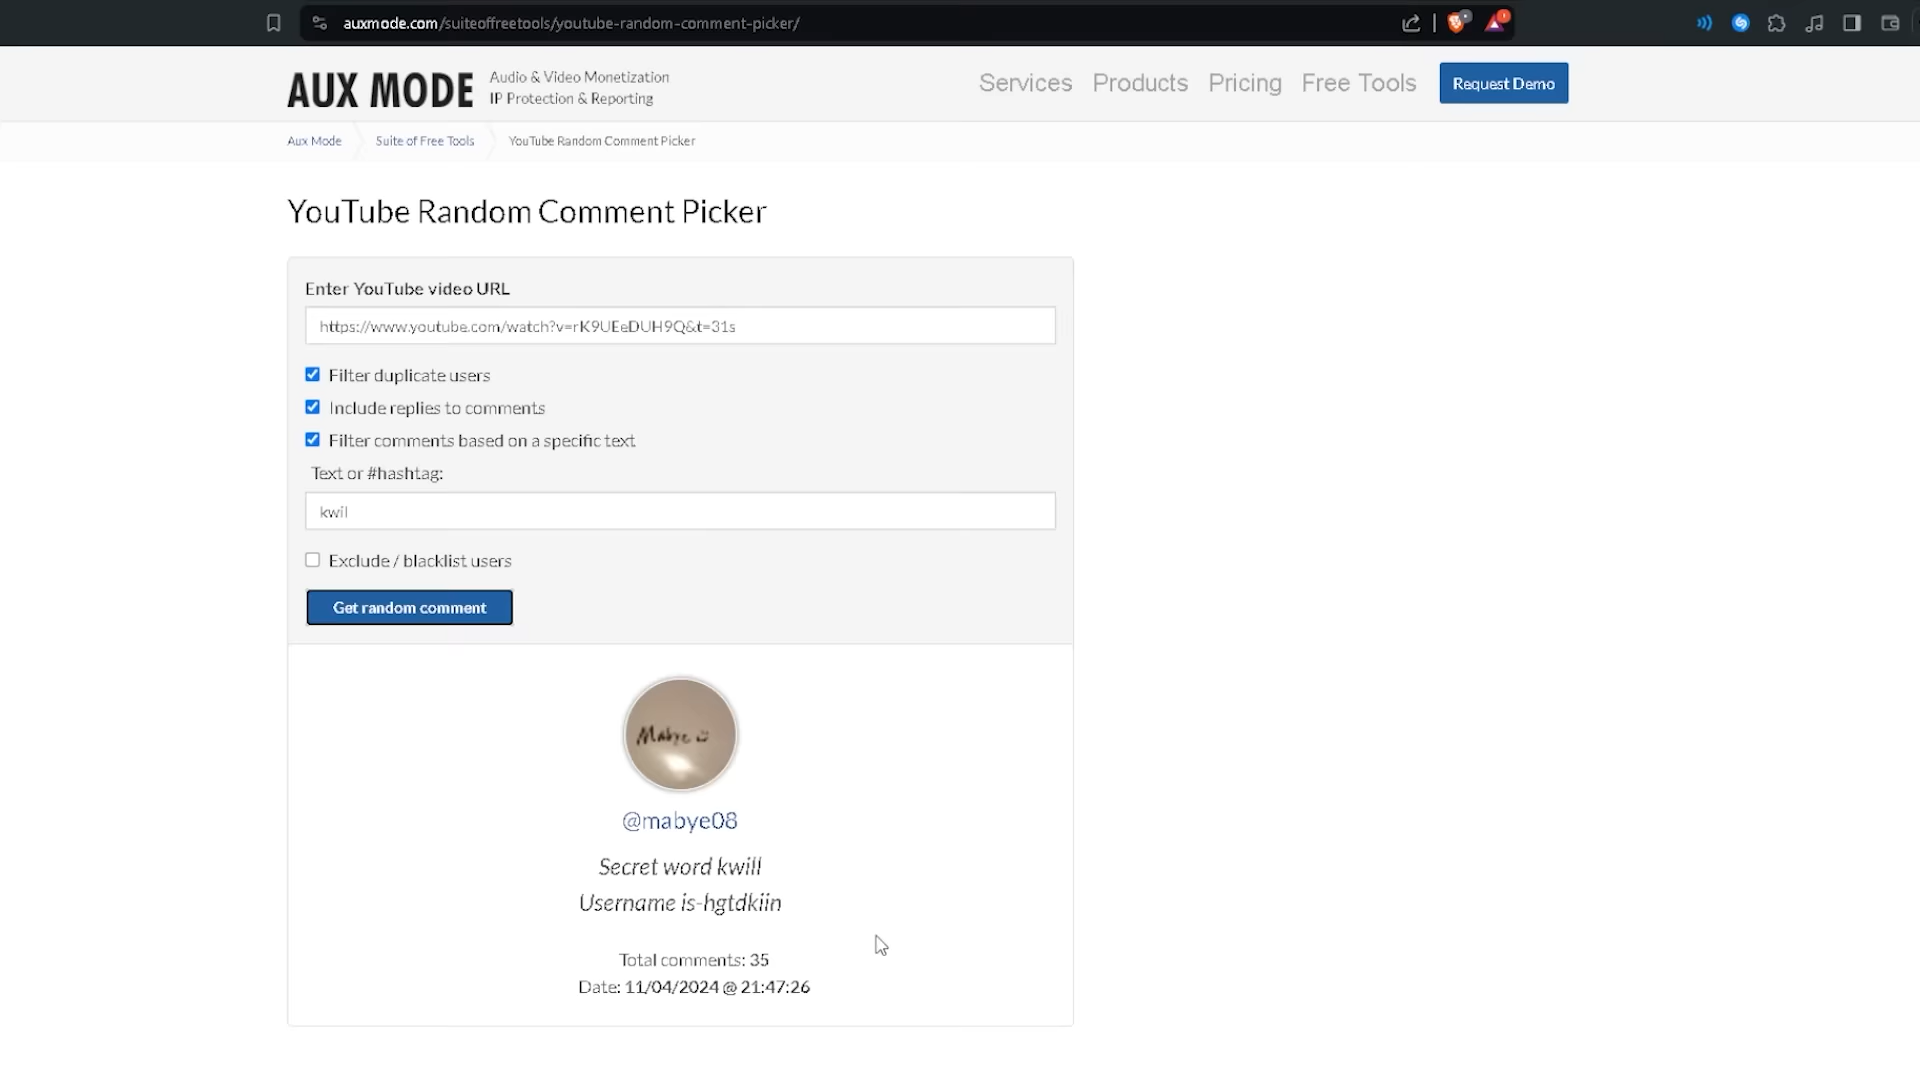 auxmode.com/suiteoffreetools/youtube-random-comment-picker/
AUX MODE
Audio & Video Monetization
IP Protection & Reporting
Services
Products
Pricing
Free Tools
Request Demo
Aux Mode
Suite of Free Tools
YouTube Random Comment Picker
YouTube Random Comment Picker
Enter YouTube video URL
https://www.youtube.com/watch?v=rK9UEeDUH9Q&t=31s
Filter duplicate users
Include replies to comments
Filter comments based on a specific text
Text or #hashtag:
kwil
Exclude / blacklist users
Get random comment
Mabye
@mabye08
Secret word kwill
Username is-hgtdkiin
Total comments: 35
Date: 11/04/2024 @ 21:47:26